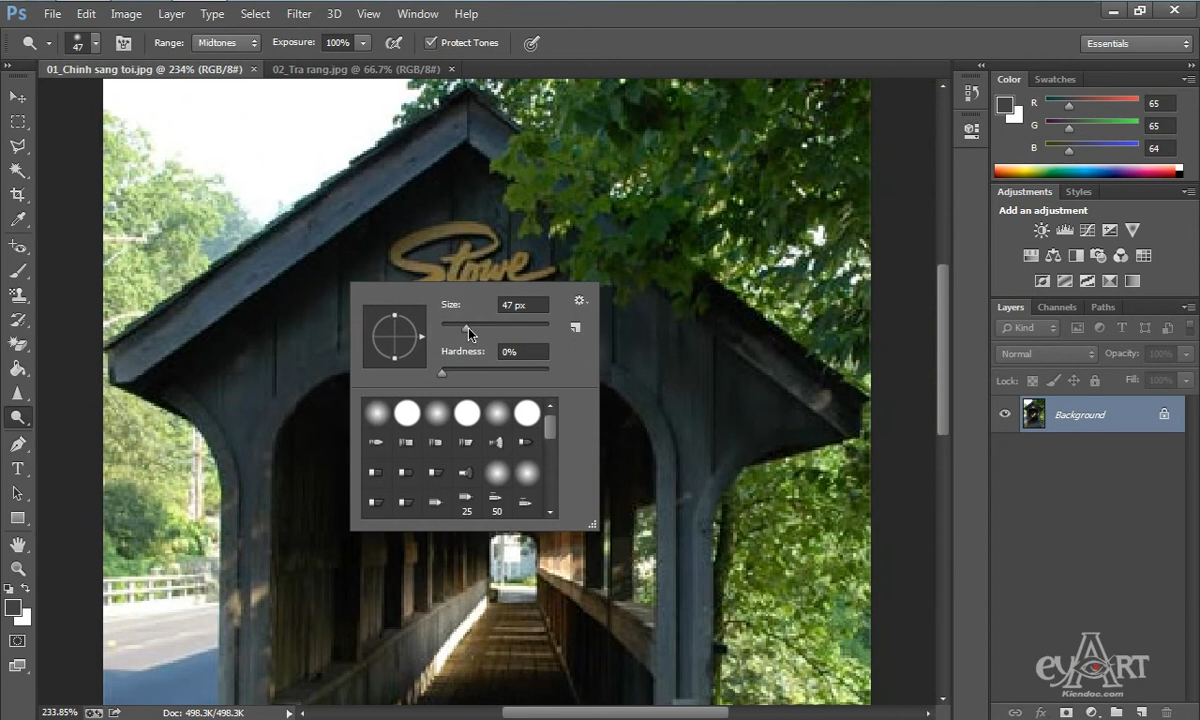 Ps File Edit Image Layer Type Select Filter 3D View Window Help
47 Range: Midtones Exposure: 100% Protect Tones Essentials
01_Chinh sang toi.jpg @ 234% (RGB/8#) × 02_Tra rang.jpg @ 66.7% (RGB/8#) ×
Color Swatches
R 65
G 65
B 64
Adjustments Styles
Add an adjustment
Stowe
Size: 47 px
Hardness: 0%
25 50
Layers Channels Paths
Kind
Normal Opacity: 100%
Lock: Fill: 100%
Background
eyART
Kiendoc.com
233.85% Doc: 498.3K/498.3K
fx